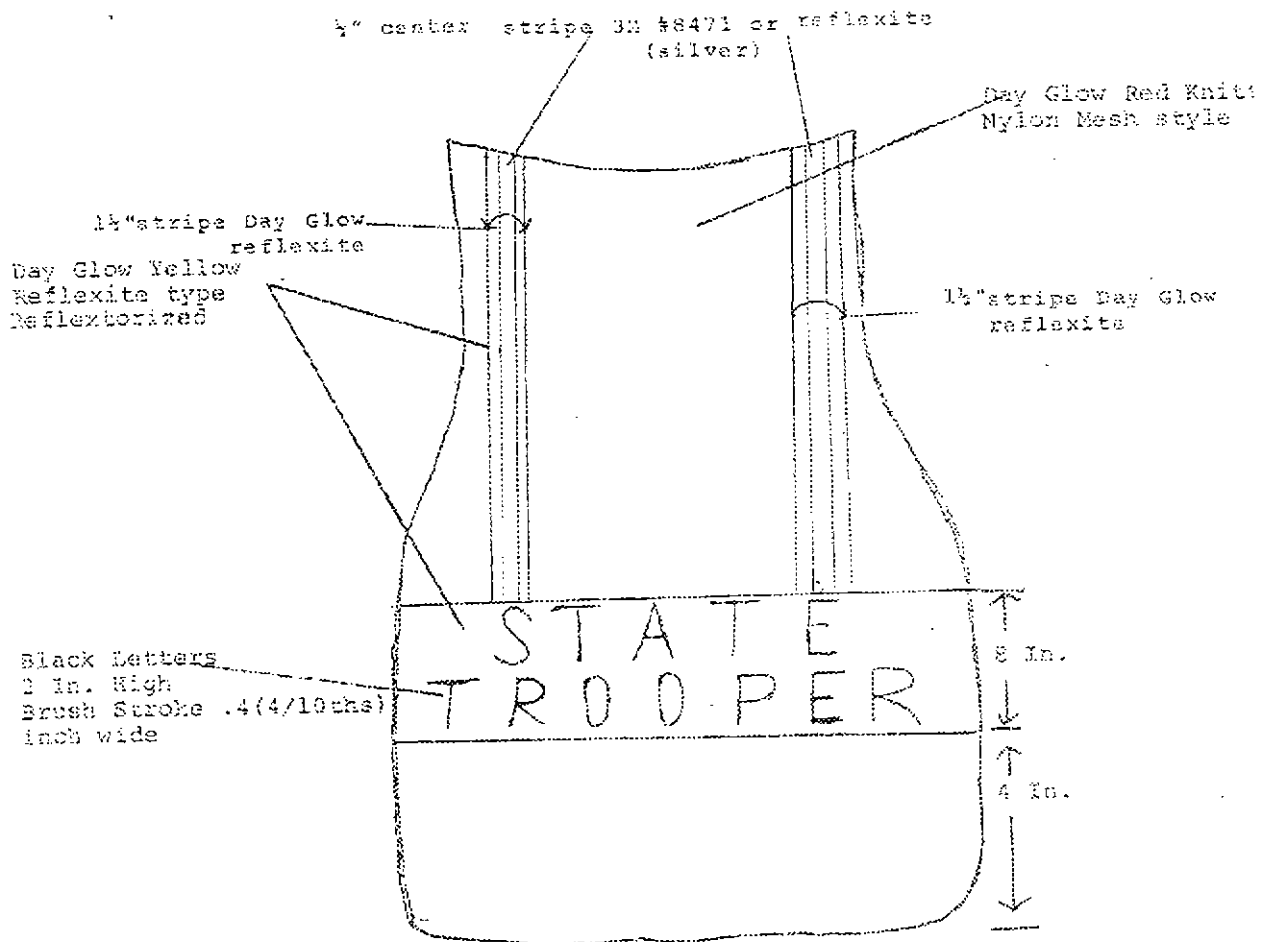 ½" center stripe 3M #8471 or reflexite
(silver)
Day Glow Red Knitt
Nylon Mesh style
1½"stripe Day Glow
reflexite
Day Glow Yellow
Reflexite type
Reflextorized
1½"stripe Day Glow
reflexite
STATE
TROOPER
8 In.
Black Letters
2 In. High
Brush Stroke .4(4/10ths)
inch wide
4 In.